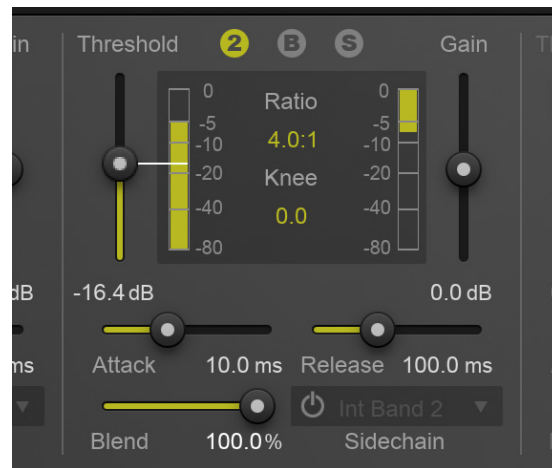 in Threshold 2 B S Gain
0 Ratio 0
-5 4.0:1 -5
-10 -10
-20 Knee -20
-40 0.0 -40
-80 -80
dB -16.4 dB 0.0 dB
ms Attack 10.0 ms Release 100.0 ms
Int Band 2
Blend 100.0% Sidechain